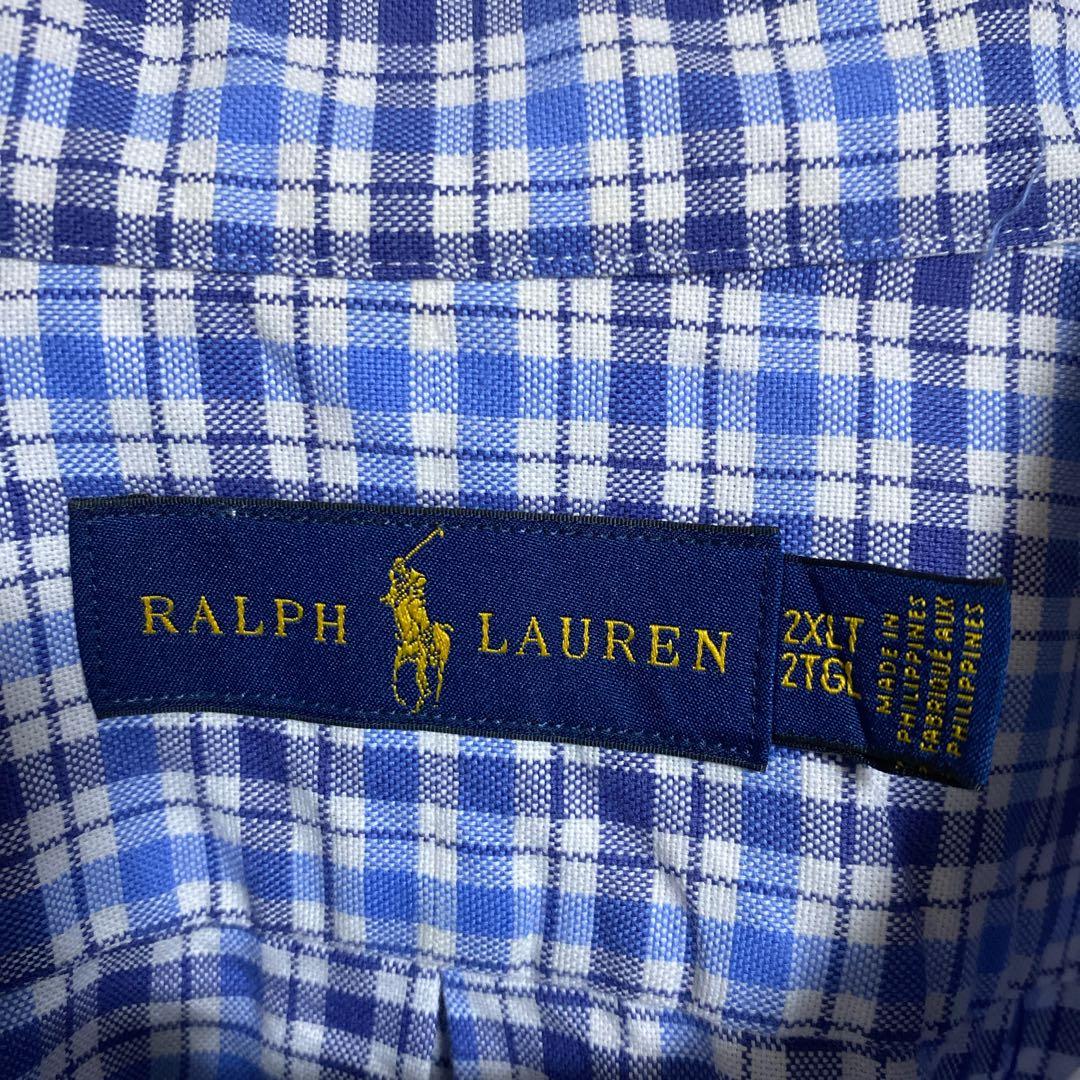 RALPH LAUREN
2XLT
2TGL
MADE IN
PHILIPPINES
FABRIQUÉ AUX
PHILIPPINES